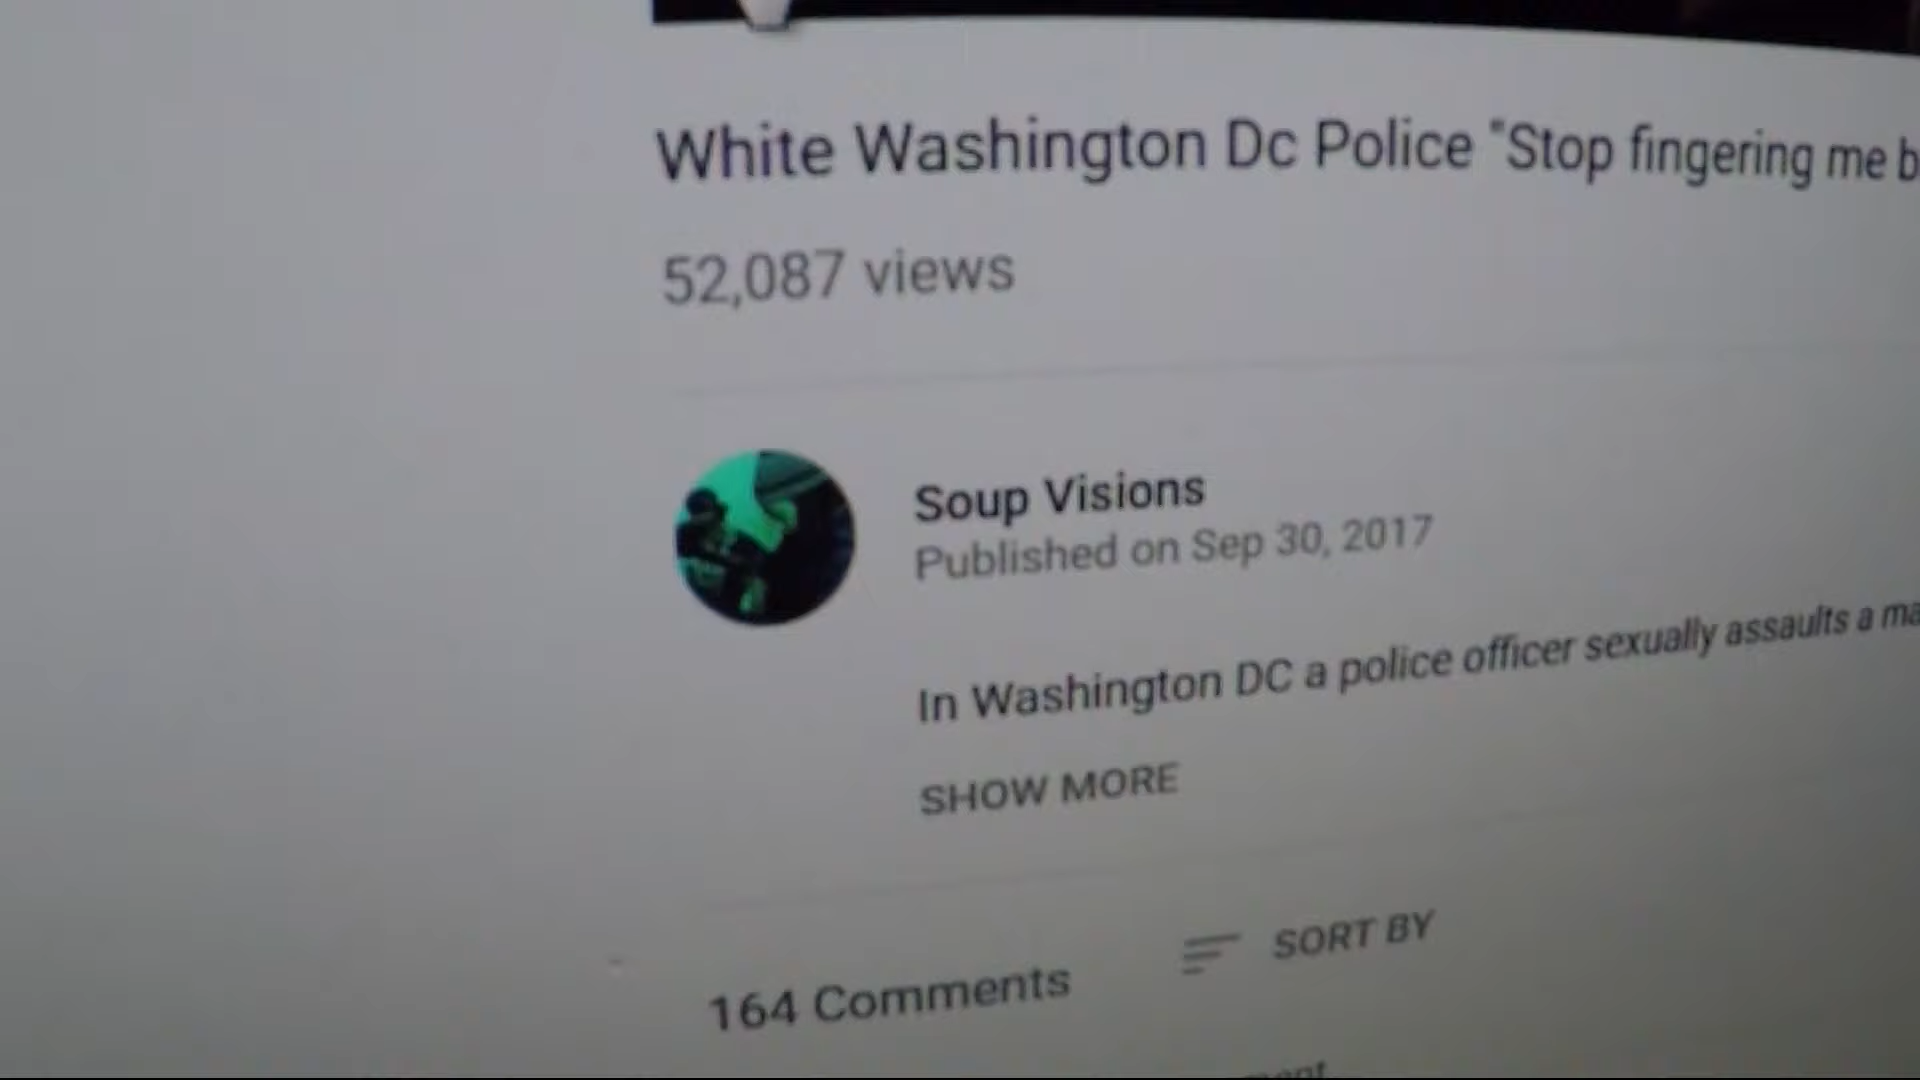 White Washington Dc Police "Stop fingering me b
52,087 views
Soup Visions
Published on Sep 30, 2017
In Washington DC a police officer sexually assaults a ma
SHOW MORE
164 Comments
SORT BY